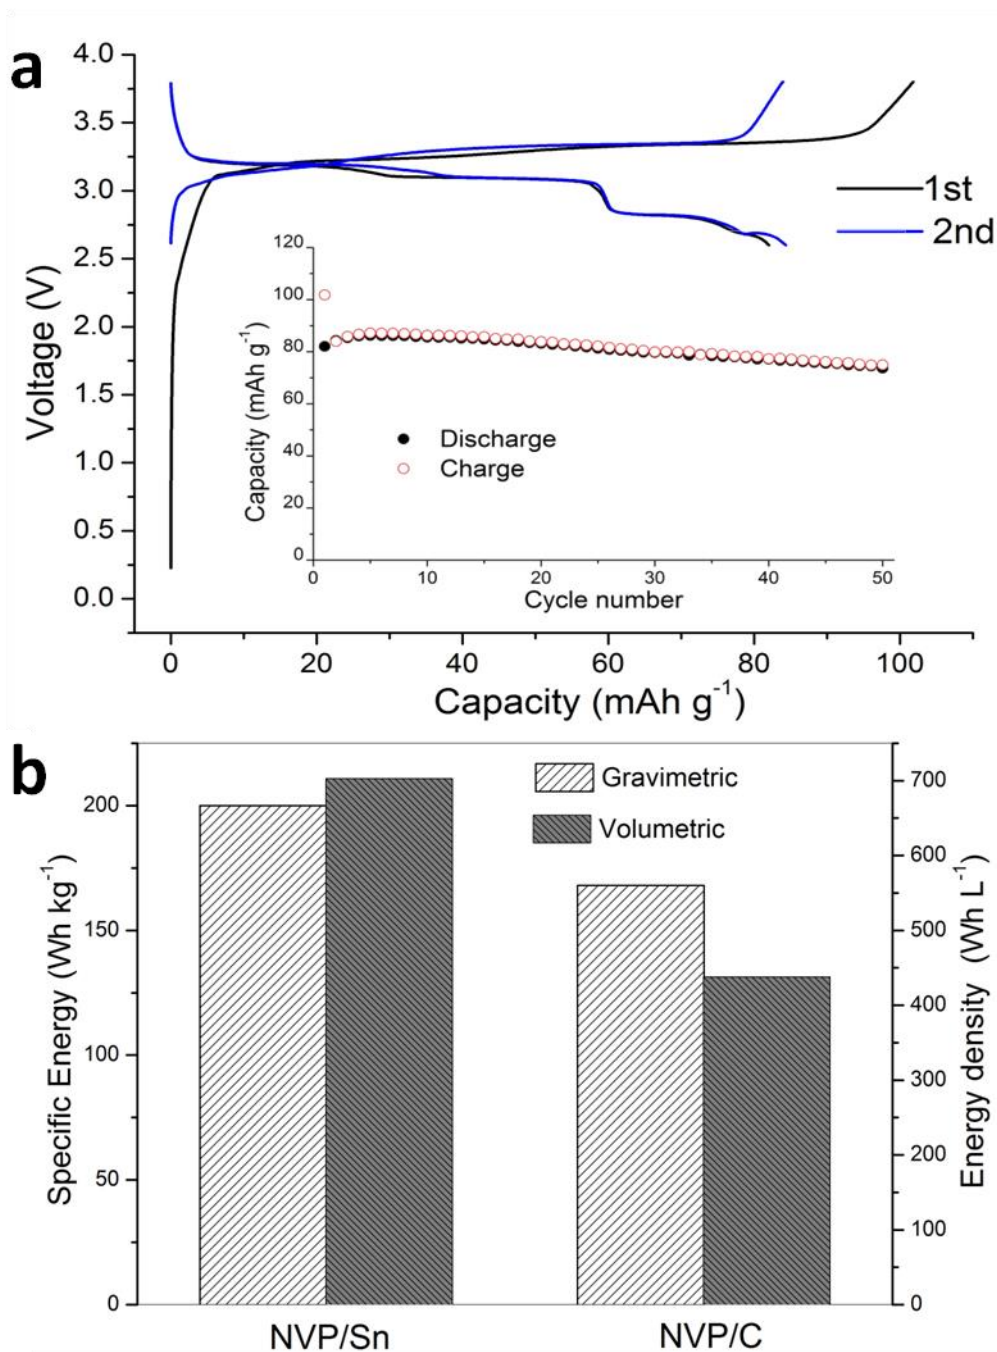 a
4.0
3.5
3.0
2.5
2.0
1.5
1.0
0.5
0.0
Voltage (V)
1st
2nd
120
100
80
60
40
20
0
Capacity (mAh g⁻¹)
Discharge
Charge
0 10 20 30 40 50
Cycle number
0 20 40 60 80 100
Capacity (mAh g⁻¹)
b
200
150
100
50
0
Specific Energy (Wh kg⁻¹)
Gravimetric
Volumetric
700
600
500
400
300
200
100
0
Energy density (Wh L⁻¹)
NVP/Sn NVP/C